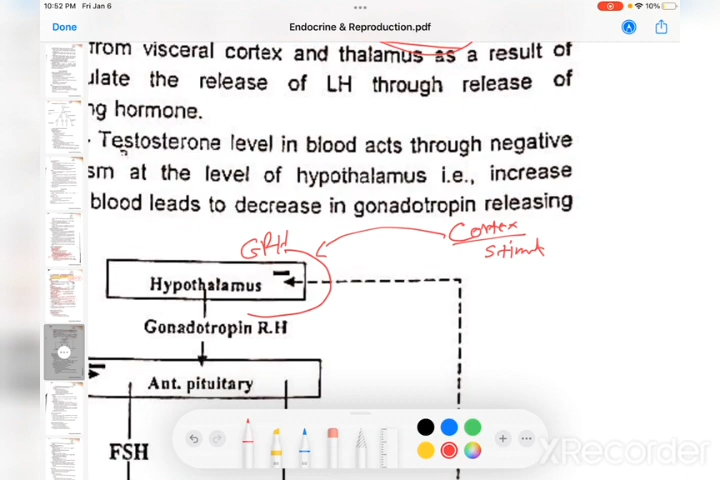 10:52 PM Fri Jan 6
10%
Done
Endocrine & Reproduction.pdf
from visceral cortex and thalamus as a result of
ulate the release of LH through release of
ng hormone.
Testosterone level in blood acts through negative
sm at the level of hypothalamus i.e., increase
blood leads to decrease in gonadotropin releasing
GRH
Cortex
Stimut
Hypothalamus
Gonadotropin R.H
Ant. pituitary
FSH
XRecorder